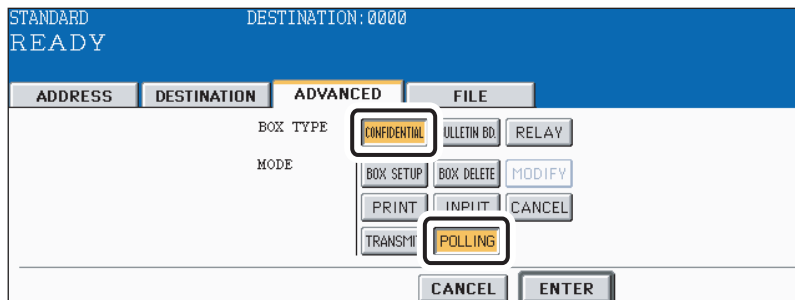 STANDARD DESTINATION:0000
READY
ADDRESS DESTINATION ADVANCED FILE
BOX TYPE CONFIDENTIAL ULLETIN BD. RELAY
MODE BOX SETUP BOX DELETE MODIFY
PRINT INPUT CANCEL
TRANSMI POLLING
CANCEL ENTER